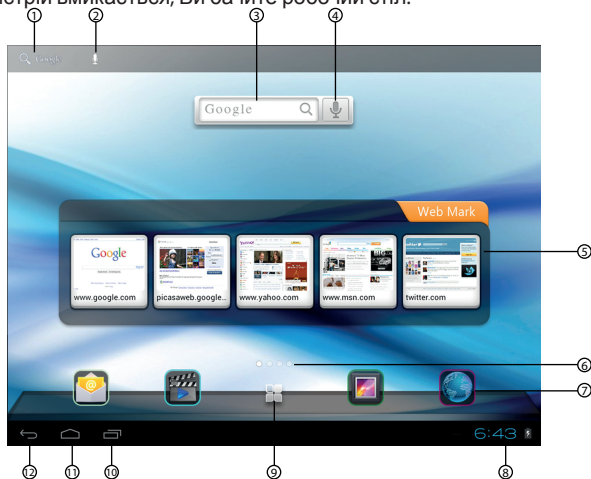 стрій вмикається, Ви бачите робочий стіл.
① ② ③ ④
Google
Google
Web Mark
⑤
Google
YAHOO!
twitter
www.google.com picasaweb.google... www.yahoo.com www.msn.com twitter.com
⑥
⑦
6:43
⑫ ⑪ ⑩ ⑨ ⑧